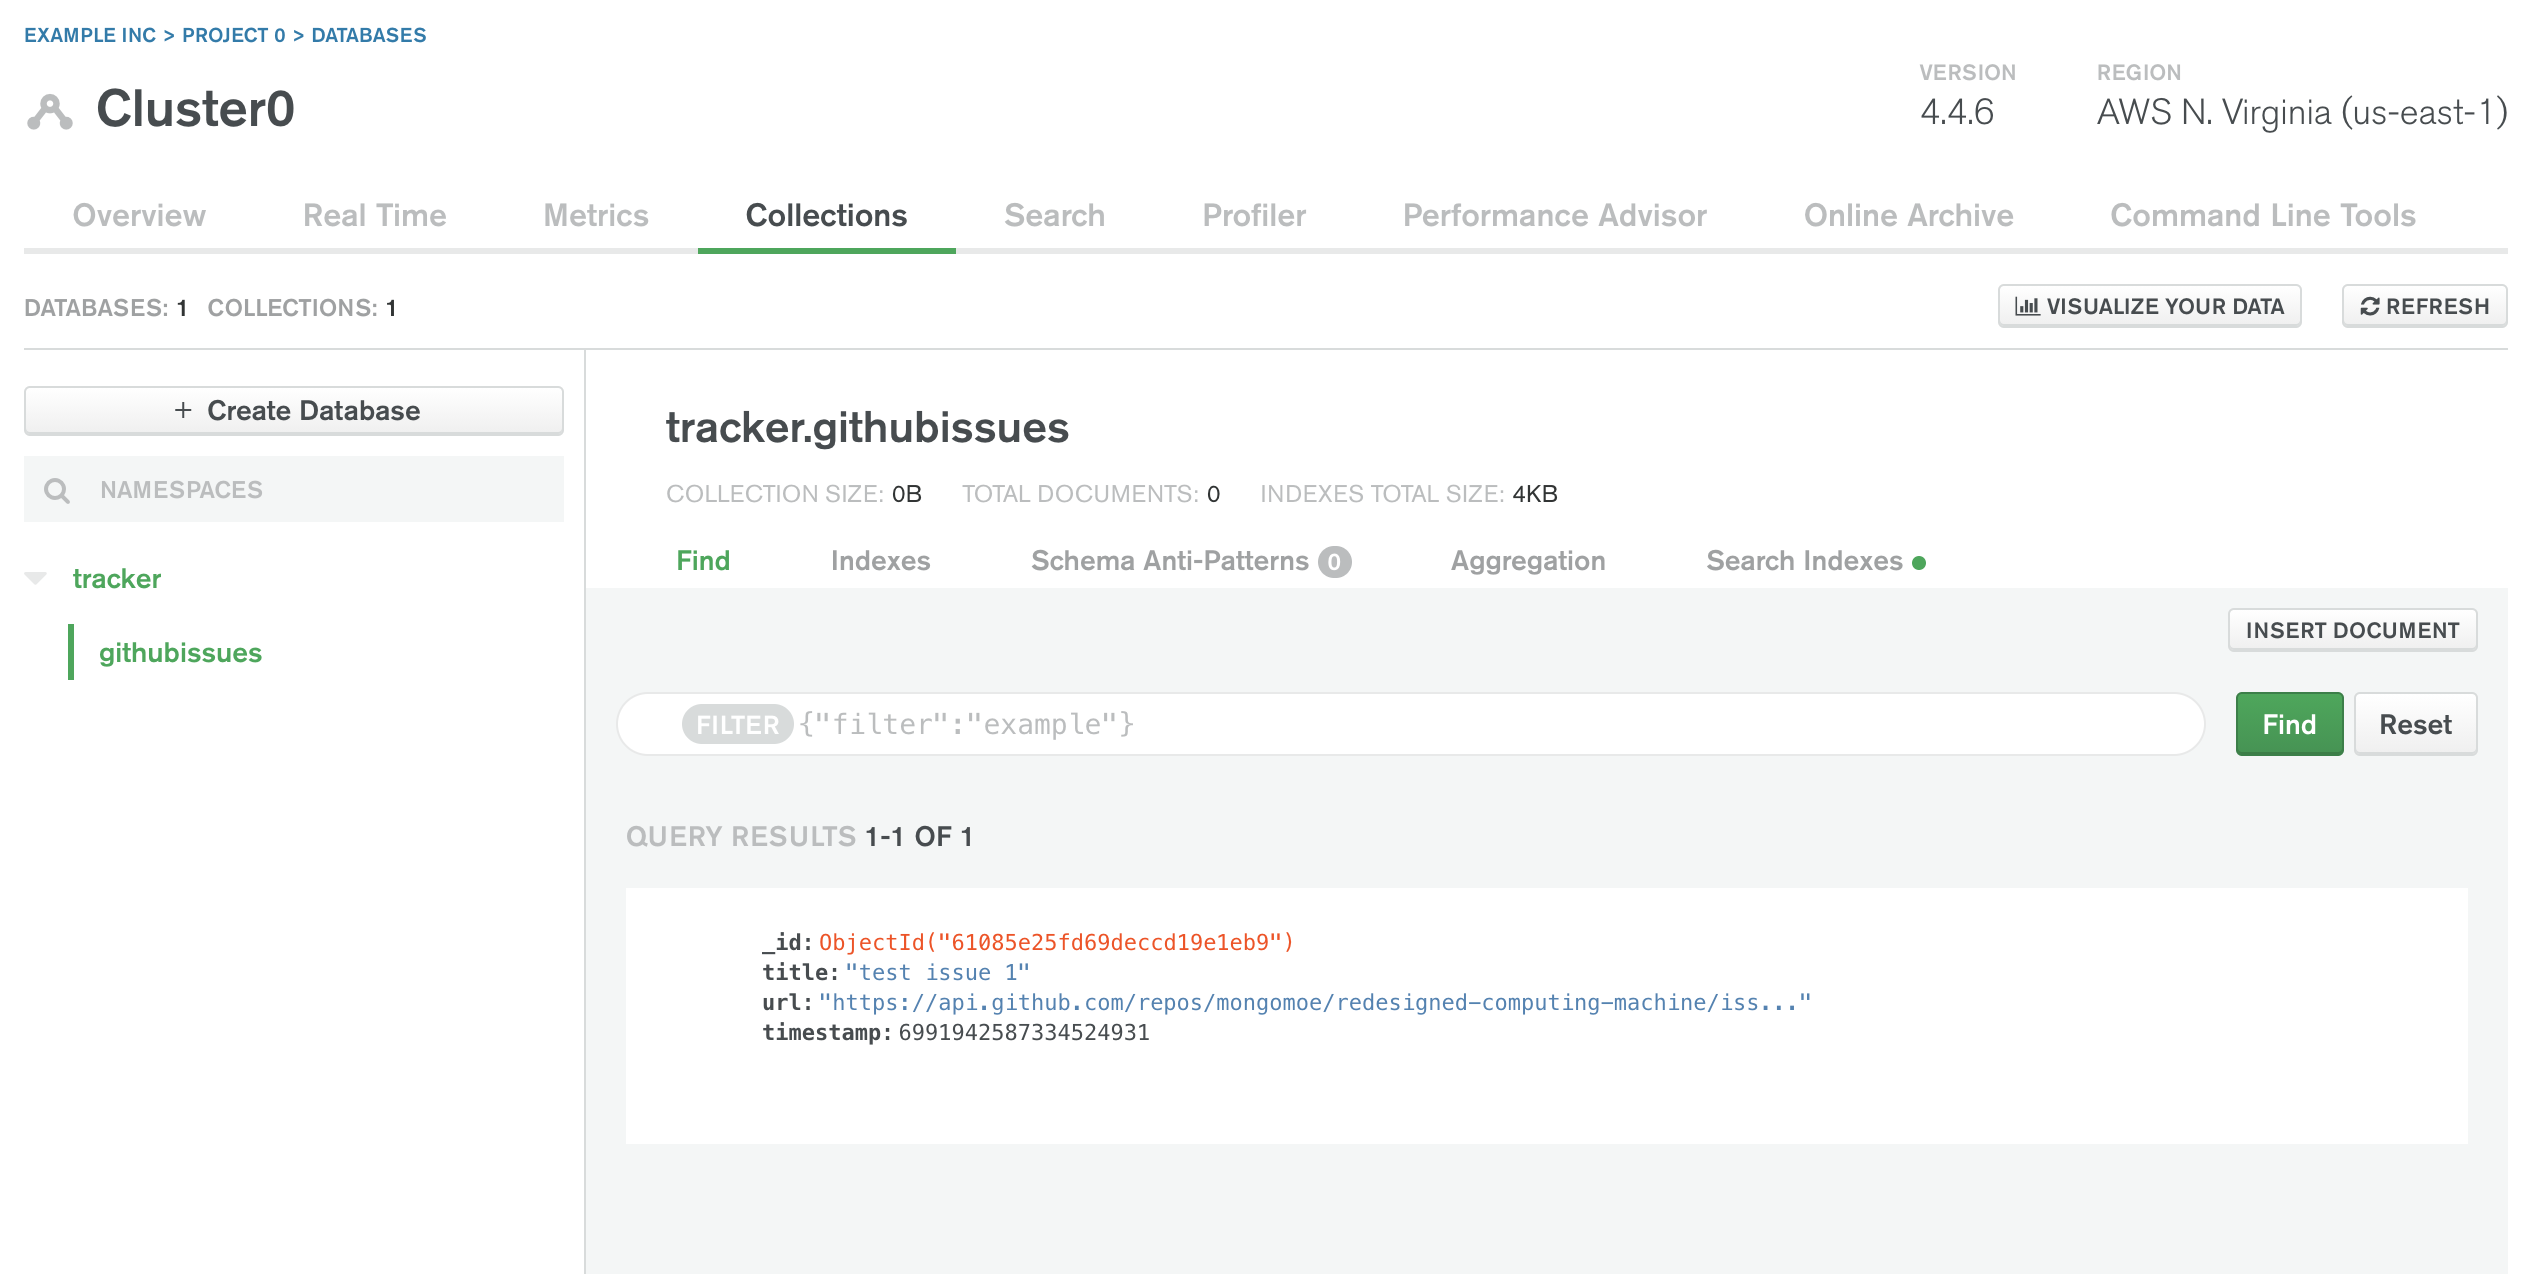 EXAMPLE INC > PROJECT 0 > DATABASES
Cluster0
VERSION
4.4.6
REGION
AWS N. Virginia (us-east-1)
Overview Real Time Metrics Collections Search Profiler Performance Advisor Online Archive Command Line Tools
DATABASES: 1 COLLECTIONS: 1
VISUALIZE YOUR DATA
REFRESH
+ Create Database
NAMESPACES
tracker
githubissues
tracker.githubissues
COLLECTION SIZE: 0B TOTAL DOCUMENTS: 0 INDEXES TOTAL SIZE: 4KB
Find Indexes Schema Anti-Patterns 0 Aggregation Search Indexes
INSERT DOCUMENT
FILTER {"filter":"example"}
Find
Reset
QUERY RESULTS 1-1 OF 1
_id: ObjectId("61085e25fd69deccd19e1eb9")
title: "test issue 1"
url: "https://api.github.com/repos/mongomoe/redesigned-computing-machine/iss..."
timestamp: 6991942587334524931